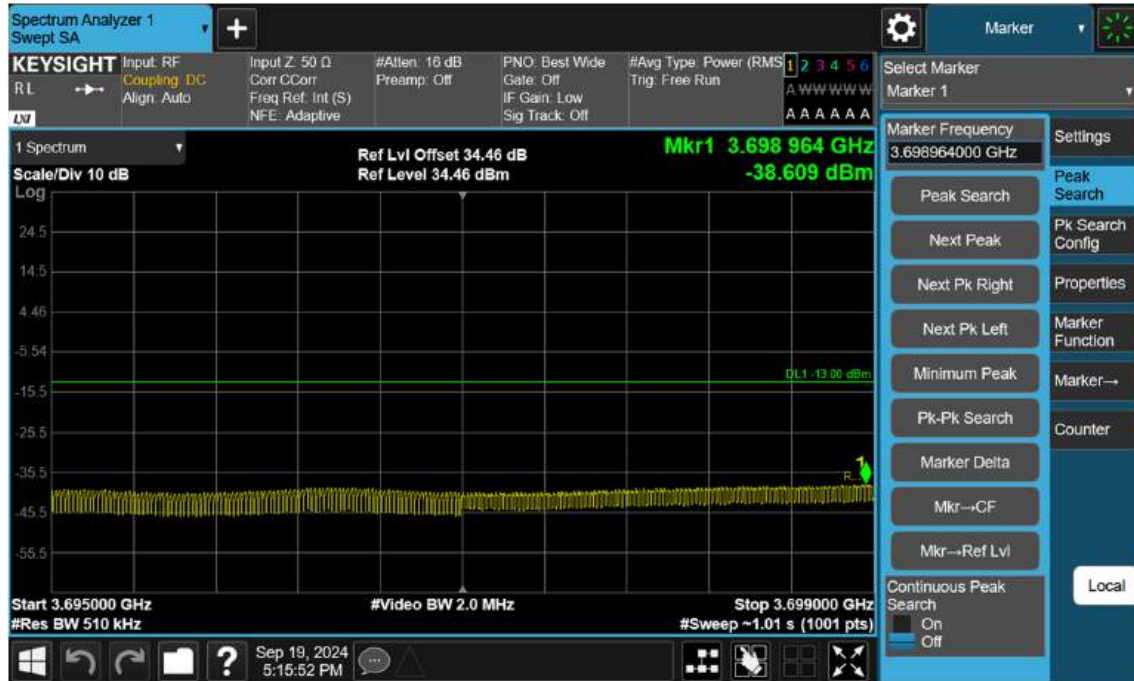 Spectrum Analyzer 1
Swept SA
+
Marker
KEYSIGHT
RL
LXI
Input: RF
Coupling: DC
Align: Auto
Input Z: 50 Ω
Corr CCorr
Freq Ref: Int (S)
NFE: Adaptive
#Atten: 16 dB
Preamp: Off
PNO: Best Wide
Gate: Off
IF Gain: Low
Sig Track: Off
#Avg Type: Power (RMS
Trig: Free Run
1 2 3 4 5 6
A W W W W W
A A A A A A
Select Marker
Marker 1
1 Spectrum
Scale/Div 10 dB
Log
Ref Lvl Offset 34.46 dB
Ref Level 34.46 dBm
Mkr1 3.698 964 GHz
-38.609 dBm
24.5
14.5
4.46
-5.54
-15.5
-25.5
-35.5
-45.5
-55.5
DL1 -13.00 dBm
1
R...
Start 3.695000 GHz
#Res BW 510 kHz
#Video BW 2.0 MHz
Stop 3.699000 GHz
#Sweep ~1.01 s (1001 pts)
Marker Frequency
3.698964000 GHz
Peak Search
Next Peak
Next Pk Right
Next Pk Left
Minimum Peak
Pk-Pk Search
Marker Delta
Mkr→CF
Mkr→Ref Lvl
Continuous Peak
Search
On
Off
Settings
Peak
Search
Pk Search
Config
Properties
Marker
Function
Marker→
Counter
Local
?
Sep 19, 2024
5:15:52 PM